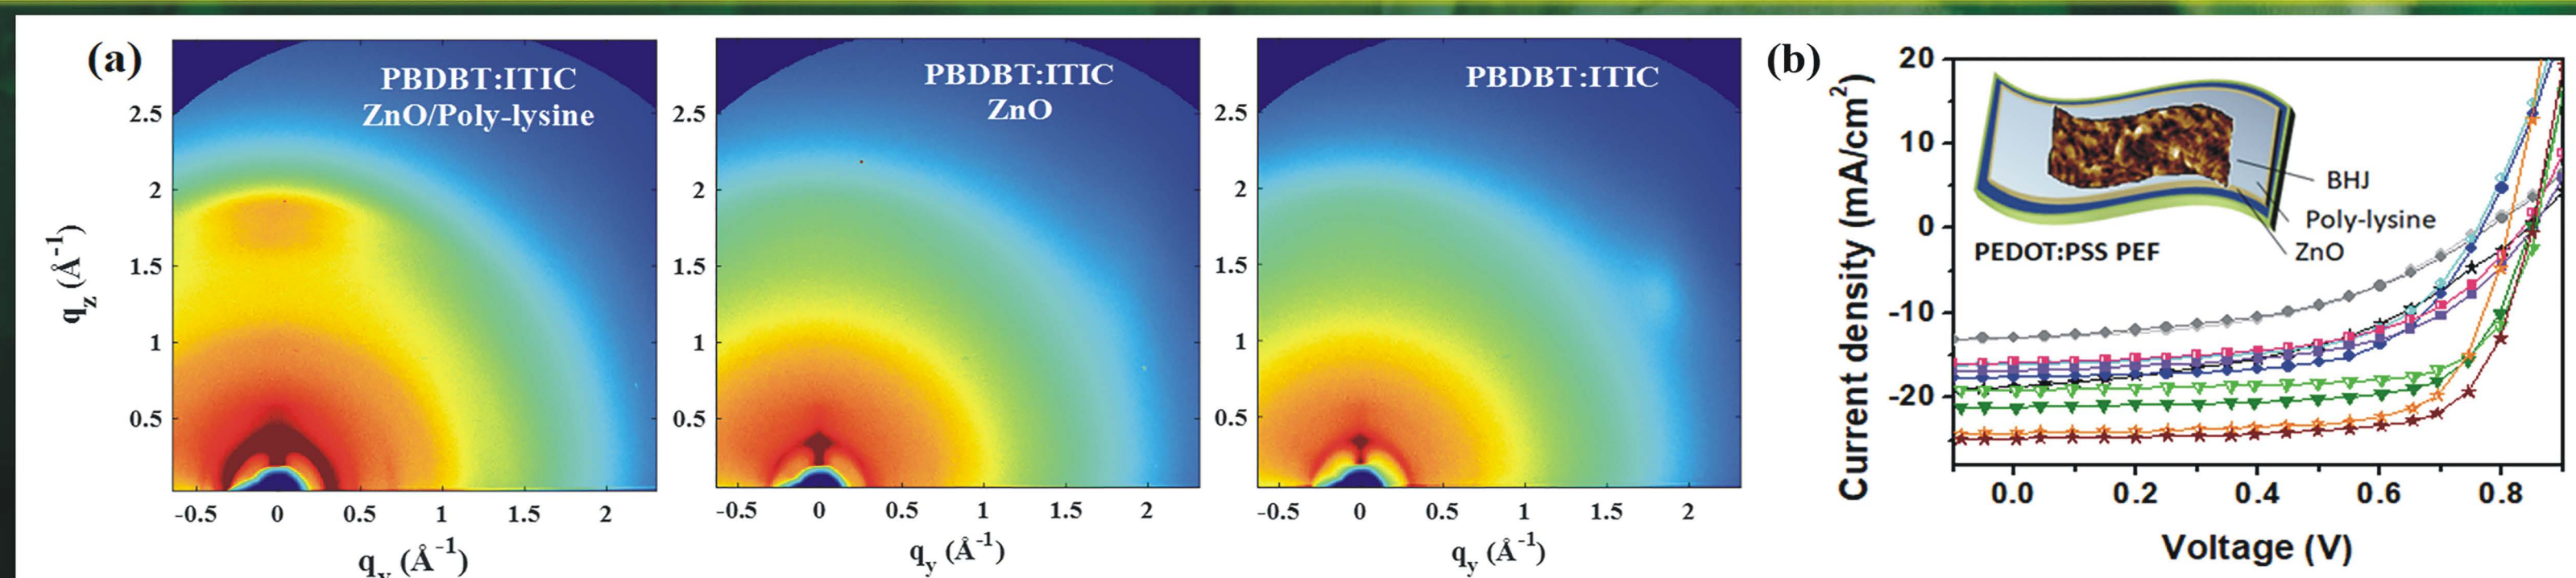 (a)
PBDBT:ITIC
ZnO/Poly-lysine
2.5
2
1.5
1
0.5
-0.5 0 0.5 1 1.5 2
q_z (Å⁻¹)
q_y (Å⁻¹)
PBDBT:ITIC
ZnO
2.5
2
1.5
1
0.5
-0.5 0 0.5 1 1.5 2
q_y (Å⁻¹)
PBDBT:ITIC
2.5
2
1.5
1
0.5
-0.5 0 0.5 1 1.5 2
q_y (Å⁻¹)
(b)
Current density (mA/cm²)
20
10
0
-10
-20
BHJ
Poly-lysine
ZnO
PEDOT:PSS PEF
0.0 0.2 0.4 0.6 0.8
Voltage (V)